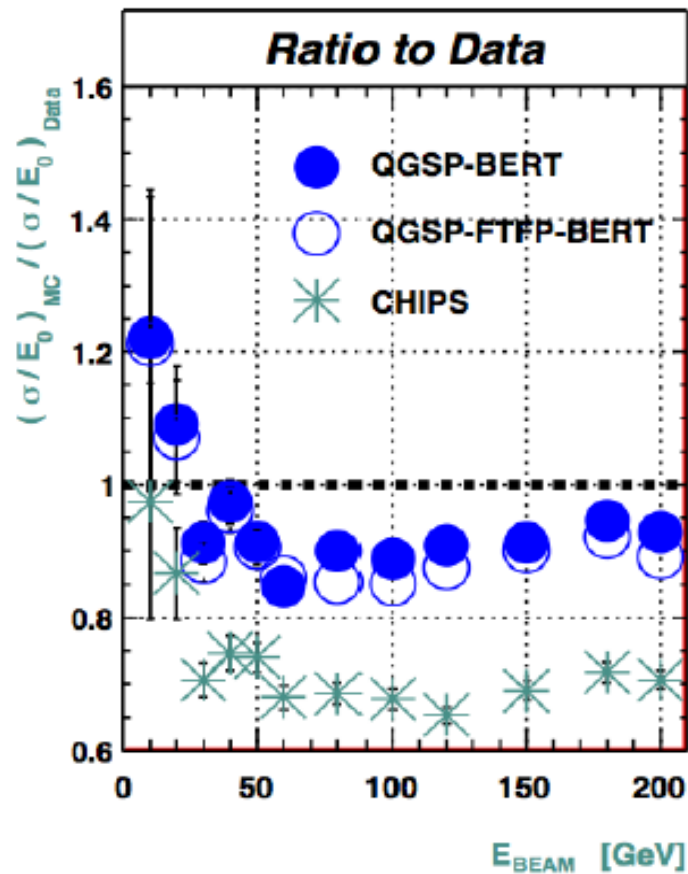 Ratio to Data
(σ/E₀)MC/(σ/E₀)Data
1.6
1.4
1.2
1
0.8
0.6
QGSP-BERT
QGSP-FTFP-BERT
CHIPS
0 50 100 150 200
E_BEAM [GeV]